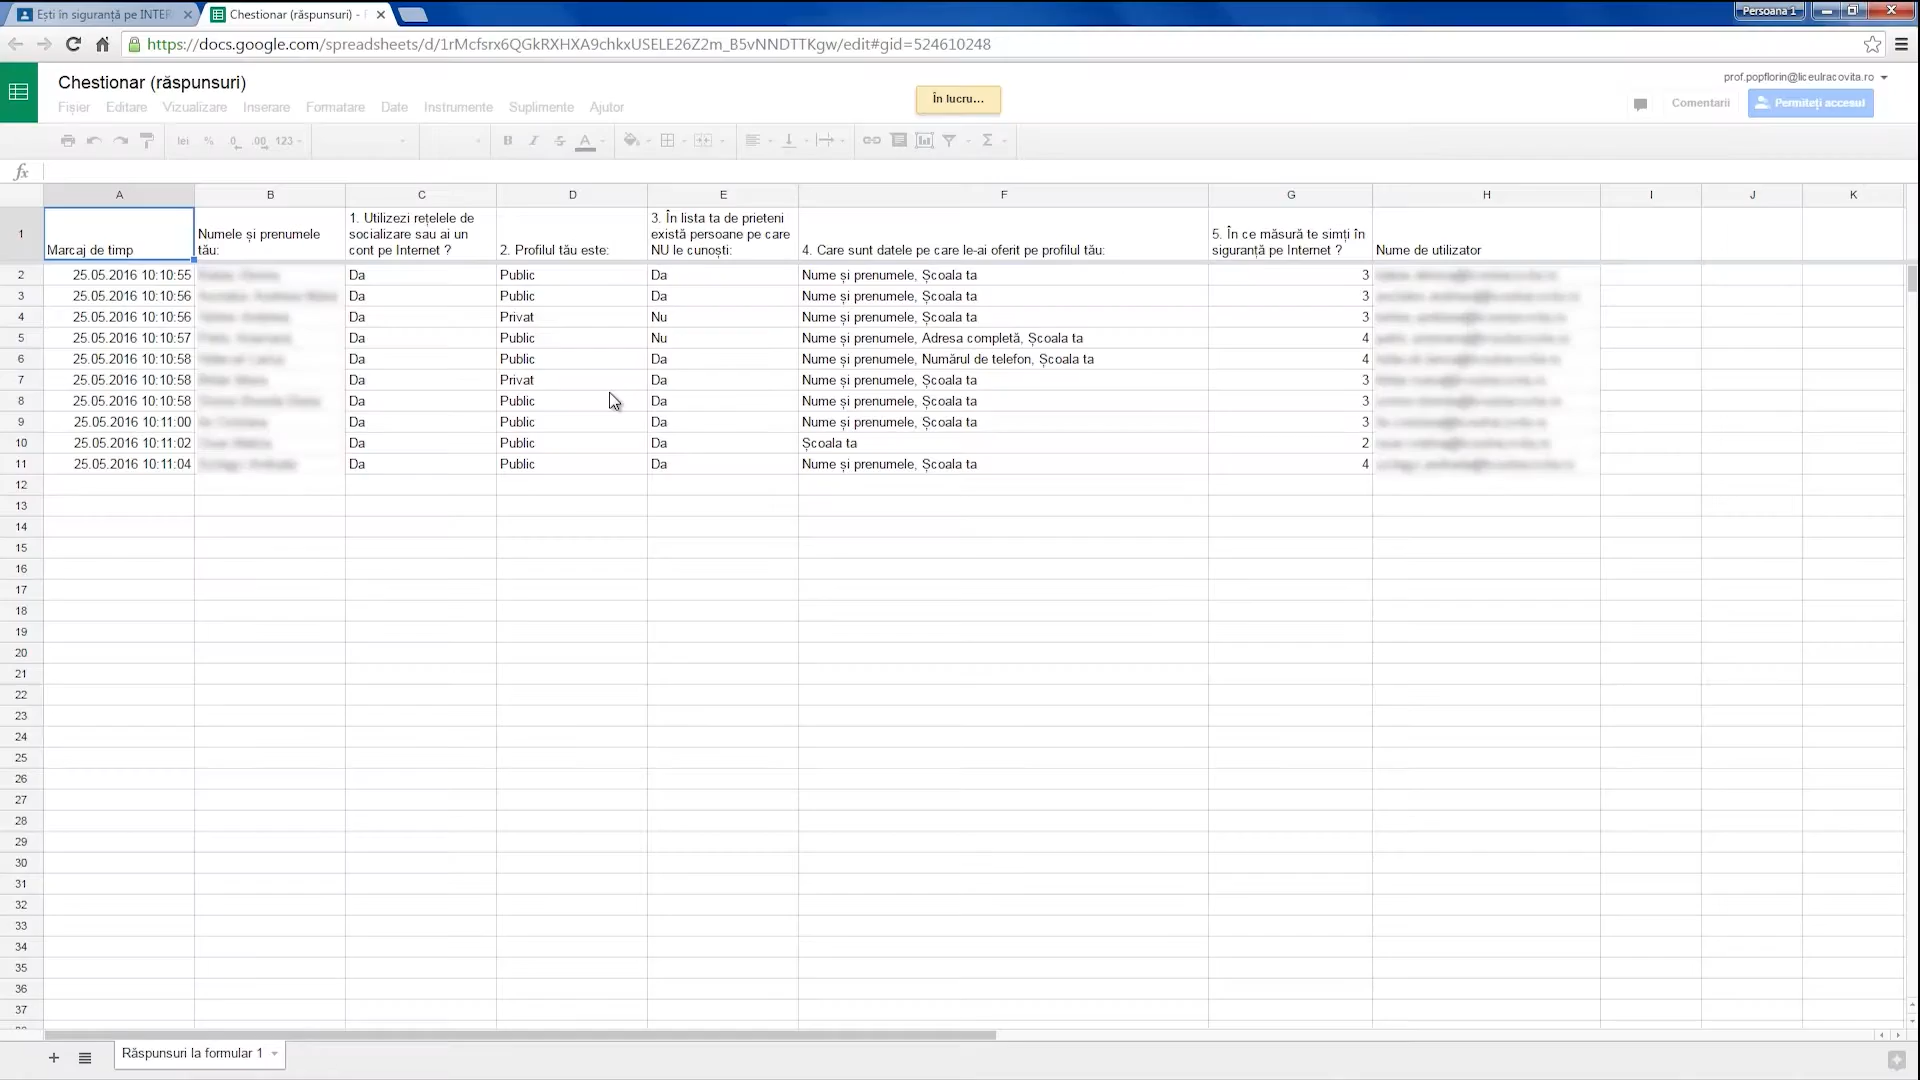 Ești în siguranță pe INTER
Chestionar (răspunsuri) -
Persoana 1
https://docs.google.com/spreadsheets/d/1rMcfsrx6QGkRXHXA9chkxUSELE26Z2m_B5vNNDTTKgw/edit#gid=524610248
Chestionar (răspunsuri)
prof.popflorin@liceulracovita.ro
Fișier Editare Vizualizare Inserare Formatare Date Instrumente Suplimente Ajutor
În lucru...
Comentarii
Permiteți accesul
lei % .0 .00 123
B I S A
fx
A B C D E F G H I J K
1
Marcaj de timp
Numele și prenumele
tău:
1. Utilizezi rețelele de
socializare sau ai un
cont pe Internet ?
2. Profilul tău este:
3. În lista ta de prieteni
există persoane pe care
NU le cunoști:
4. Care sunt datele pe care le-ai oferit pe profilul tău:
5. În ce măsură te simți în
siguranță pe Internet ?
Nume de utilizator
2 25.05.2016 10:10:55 Da Public Da Nume și prenumele, Școala ta 3
3 25.05.2016 10:10:56 Da Public Da Nume și prenumele, Școala ta 3
4 25.05.2016 10:10:56 Da Privat Nu Nume și prenumele, Școala ta 3
5 25.05.2016 10:10:57 Da Public Nu Nume și prenumele, Adresa completă, Școala ta 4
6 25.05.2016 10:10:58 Da Public Da Nume și prenumele, Numărul de telefon, Școala ta 4
7 25.05.2016 10:10:58 Da Privat Da Nume și prenumele, Școala ta 3
8 25.05.2016 10:10:58 Da Public Da Nume și prenumele, Școala ta 3
9 25.05.2016 10:11:00 Da Public Da Nume și prenumele, Școala ta 3
10 25.05.2016 10:11:02 Da Public Da Școala ta 2
11 25.05.2016 10:11:04 Da Public Da Nume și prenumele, Școala ta 4
12
13
14
15
16
17
18
19
20
21
22
23
24
25
26
27
28
29
30
31
32
33
34
35
36
37
Răspunsuri la formular 1